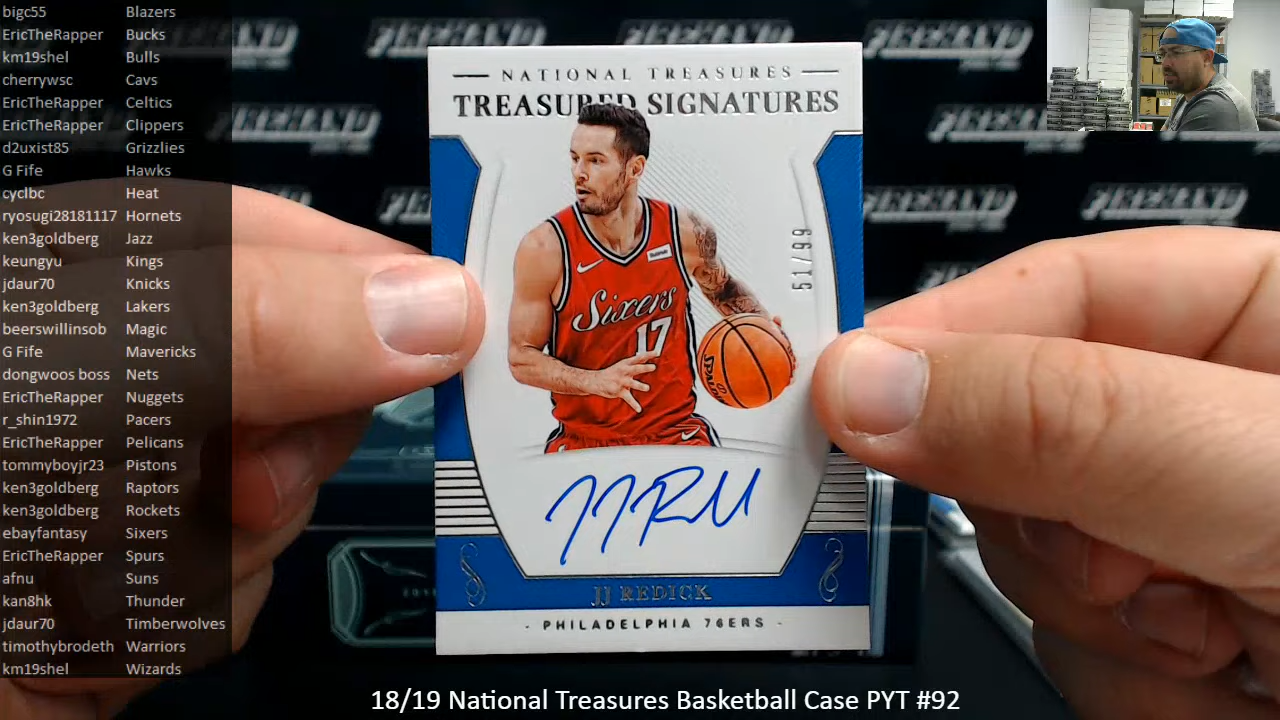 bigc55 Blazers
EricTheRapper Bucks
km19shel Bulls
cherrywsc Cavs
EricTheRapper Celtics
EricTheRapper Clippers
d2uxist85 Grizzlies
G Fife Hawks
cyclbc Heat
ryosugi28181117 Hornets
ken3goldberg Jazz
keungyu Kings
jdaur70 Knicks
ken3goldberg Lakers
beerswillinsob Magic
G Fife Mavericks
dongwoos boss Nets
EricTheRapper Nuggets
r_shin1972 Pacers
EricTheRapper Pelicans
tommyboyjr23 Pistons
ken3goldberg Raptors
ken3goldberg Rockets
ebayfantasy Sixers
EricTheRapper Spurs
afnu Suns
kan8hk Thunder
jdaur70 Timberwolves
timothybrodeth Warriors
km19shel Wizards
NATIONAL TREASURES
TREASURED SIGNATURES
51/99
Sixers
17
SPALDING
JJ REDICK
- PHILADELPHIA 76ERS -
18/19 National Treasures Basketball Case PYT #92